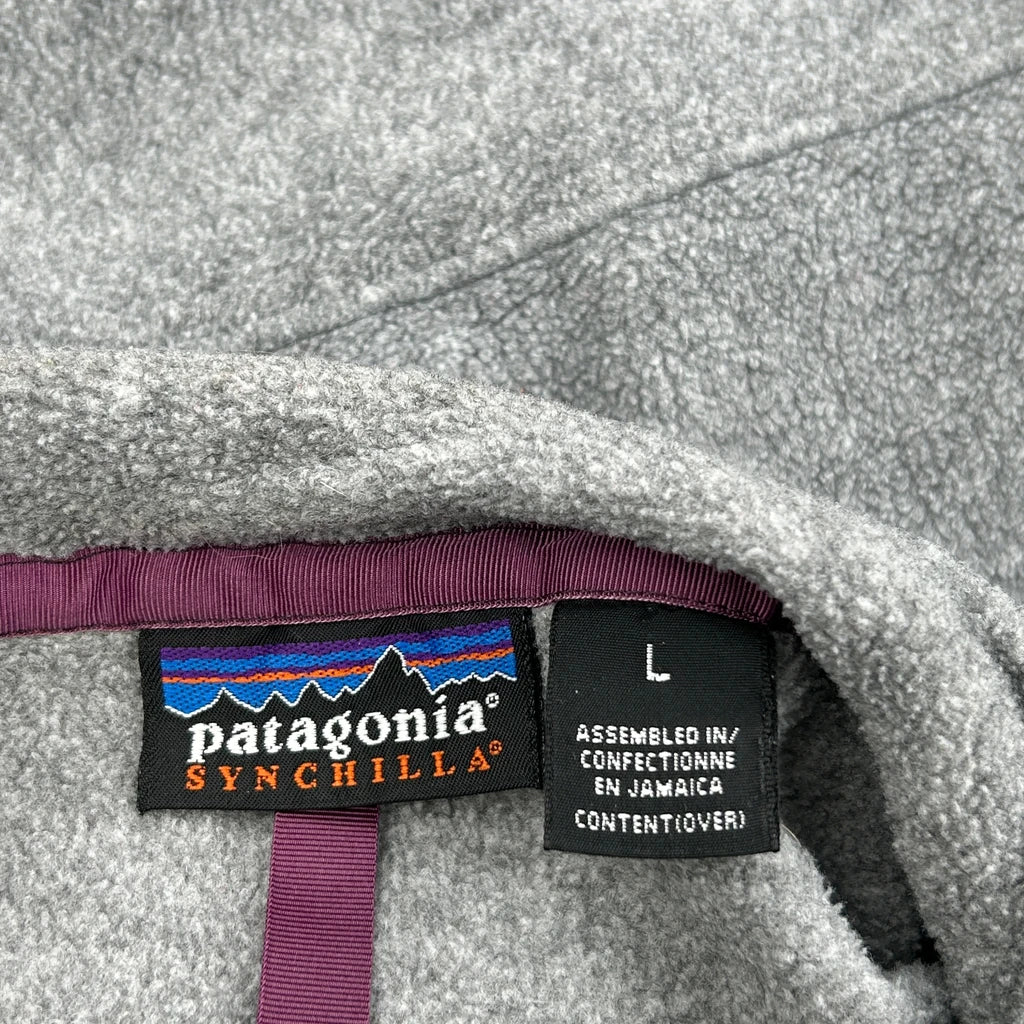 patagonia®
SYNCHILLA®
L
ASSEMBLED IN/
CONFECTIONNE
EN JAMAICA
CONTENT(OVER)